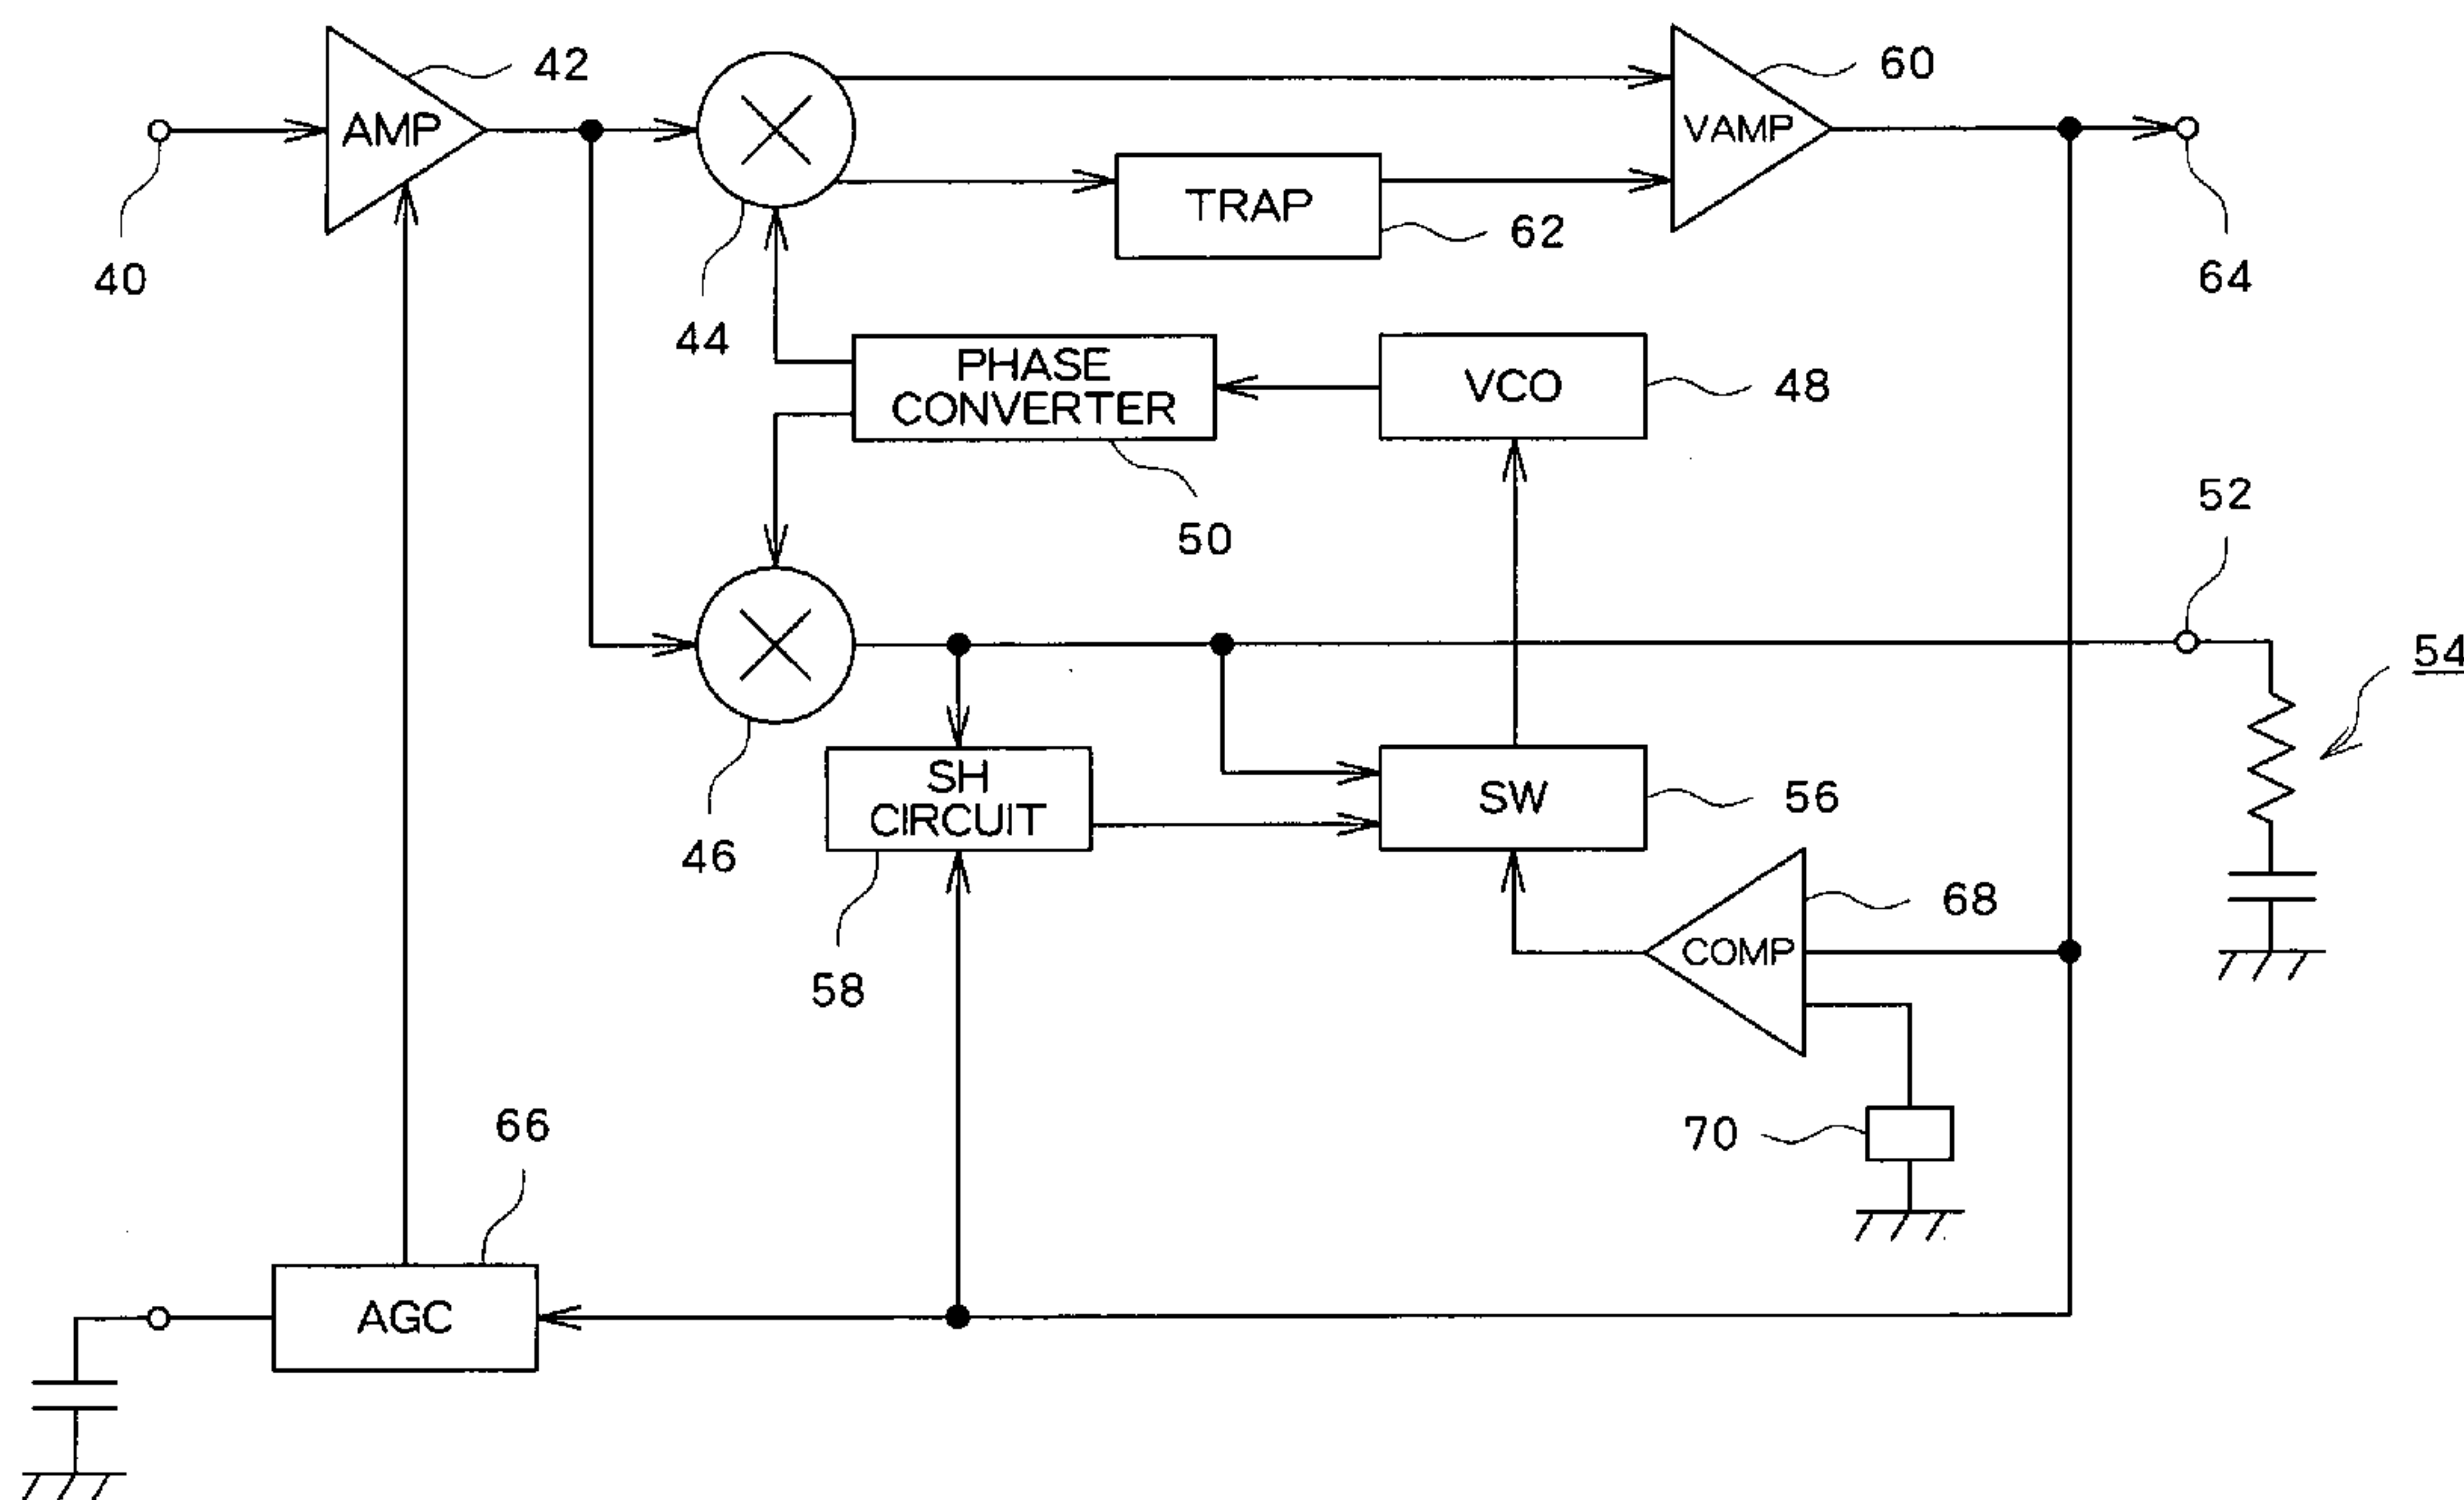 42
60
AMP
VAMP
TRAP
62
40
64
44
PHASE
CONVERTER
VCO
48
50
52
54
SH
CIRCUIT
SW
56
46
68
COMP
58
66
70
AGC